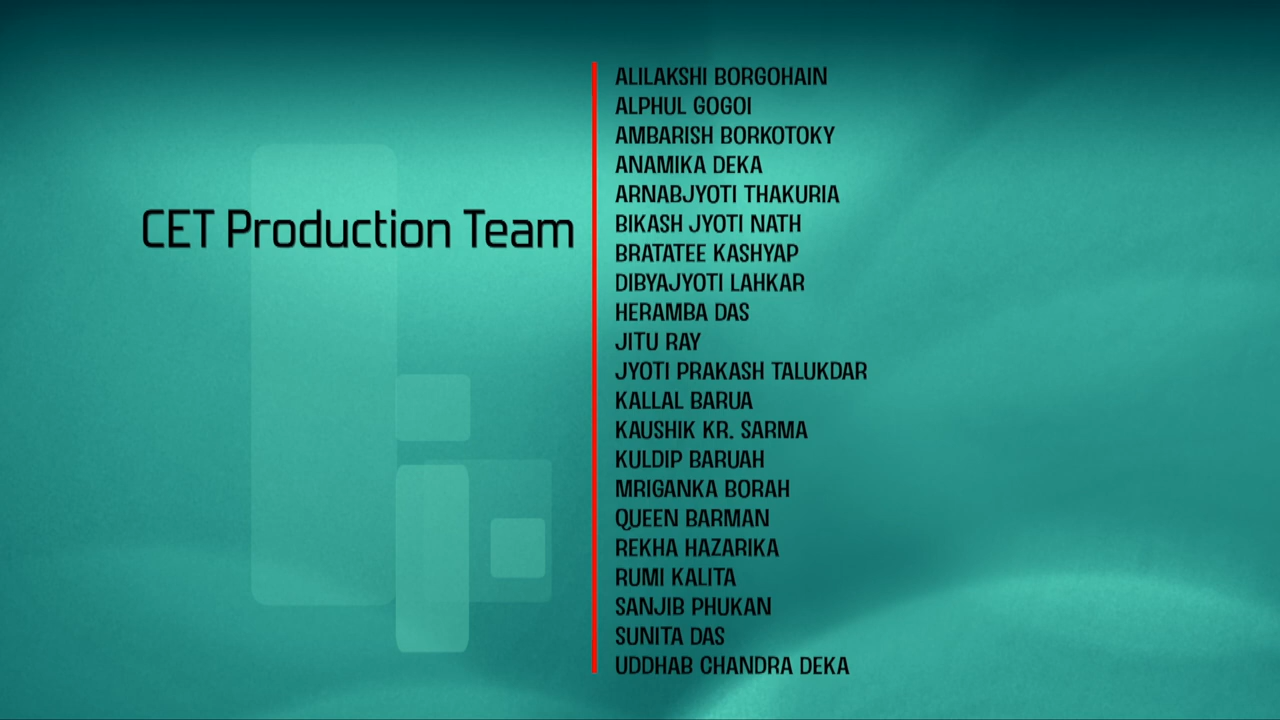 CET Production Team
ALILAKSHI BORGOHAIN
ALPHUL GOGOI
AMBARISH BORKOTOKY
ANAMIKA DEKA
ARNABJYOTI THAKURIA
BIKASH JYOTI NATH
BRATATEE KASHYAP
DIBYAJYOTI LAHKAR
HERAMBA DAS
JITU RAY
JYOTI PRAKASH TALUKDAR
KALLAL BARUA
KAUSHIK KR. SARMA
KULDIP BARUAH
MRIGANKA BORAH
QUEEN BARMAN
REKHA HAZARIKA
RUMI KALITA
SANJIB PHUKAN
SUNITA DAS
UDDHAB CHANDRA DEKA